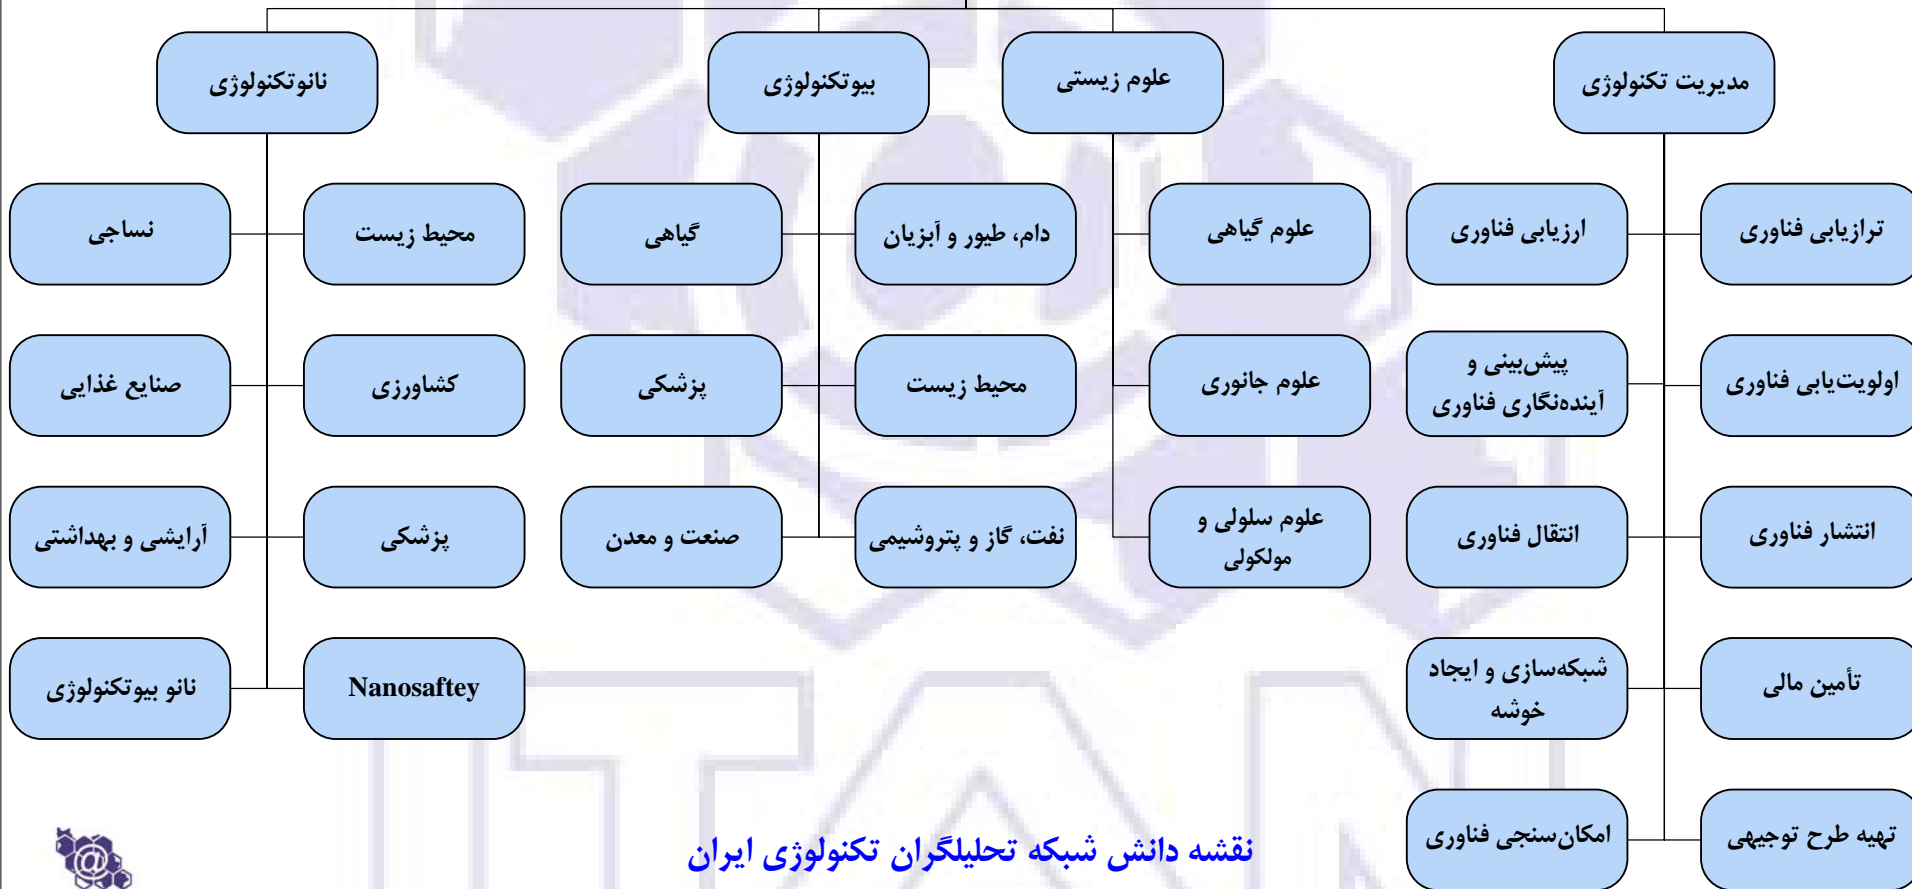 مدیریت تکنولوژی
علوم زیستی
بیوتکنولوژی
نانوتکنولوژی
ترازیابی فناوری
ارزیابی فناوری
علوم گیاهی
دام، طیور و آبزیان
گیاهی
محیط زیست
نساجی
اولویت‌یابی فناوری
پیش‌بینی و
آینده‌نگاری فناوری
علوم جانوری
محیط زیست
پزشکی
کشاورزی
صنایع غذایی
انتشار فناوری
انتقال فناوری
علوم سلولی و
مولکولی
نفت، گاز و پتروشیمی
صنعت و معدن
پزشکی
آرایشی و بهداشتی
تأمین مالی
شبکه‌سازی و ایجاد
خوشه
Nanosaftey
نانو بیوتکنولوژی
تهیه طرح توجیهی
امکان‌سنجی فناوری
نقشه دانش شبکه تحلیلگران تکنولوژی ایران
ITAN